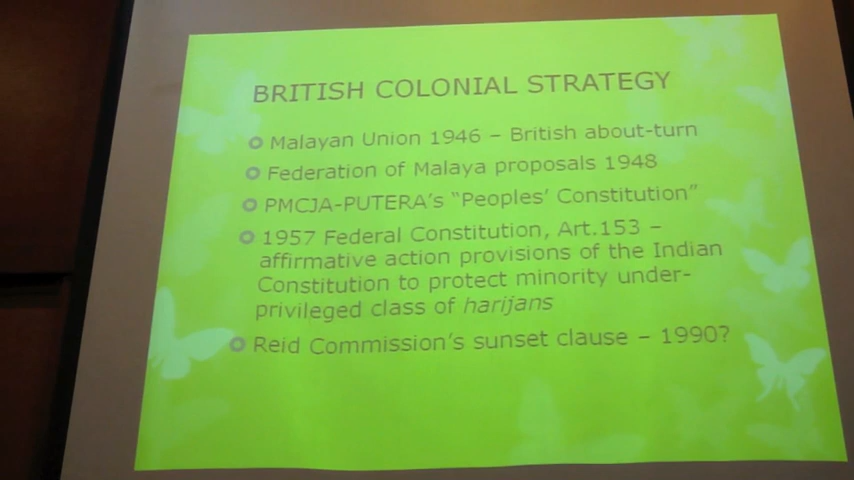 BRITISH COLONIAL STRATEGY
Malayan Union 1946 – British about-turn
Federation of Malaya proposals 1948
PMCJA-PUTERA's "Peoples' Constitution"
1957 Federal Constitution, Art.153 –
affirmative action provisions of the Indian
Constitution to protect minority under-
privileged class of harijans
Reid Commission's sunset clause – 1990?